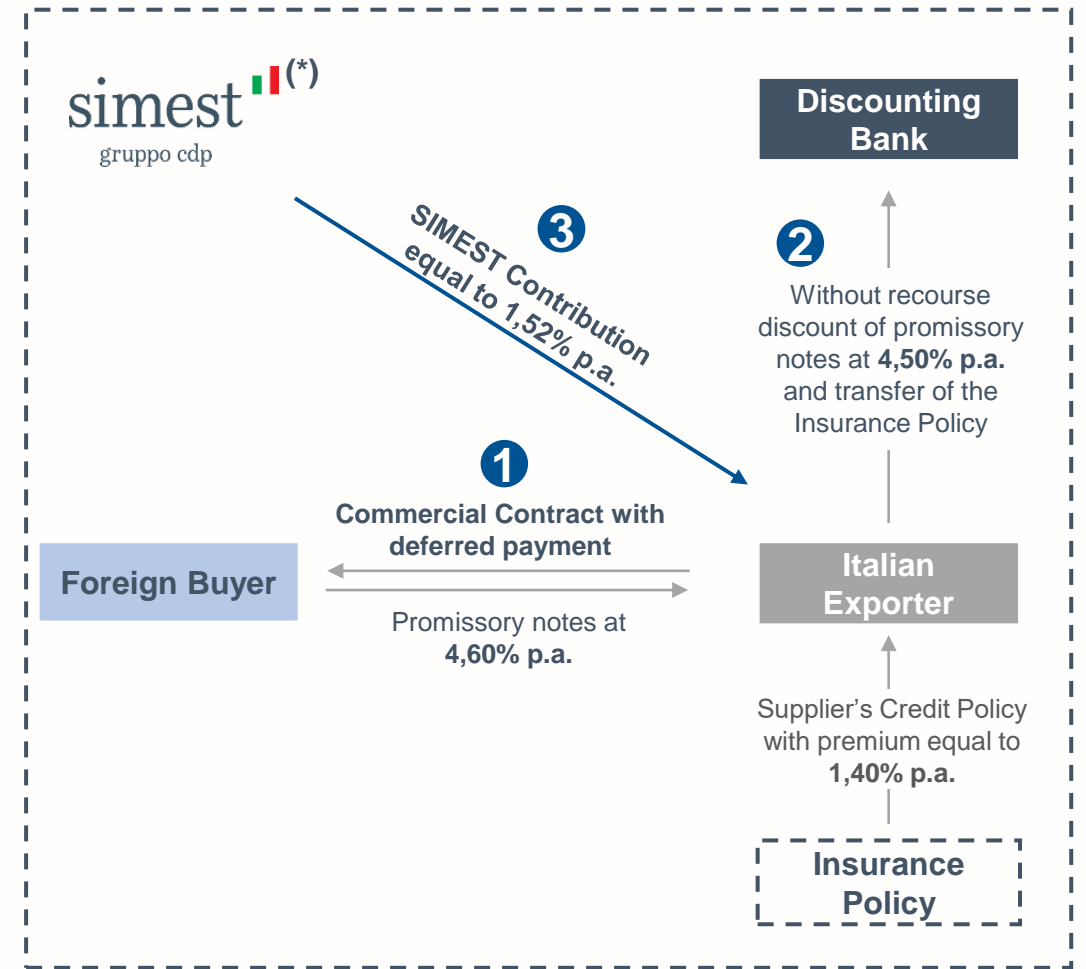 simest (*)
gruppo cdp
Discounting
Bank
3
SIMEST Contribution
equal to 1,52% p.a.
2
Without recourse
discount of promissory
notes at 4,50% p.a.
and transfer of the
Insurance Policy
1
Commercial Contract with
deferred payment
Foreign Buyer
Promissory notes at
4,60% p.a.
Italian
Exporter
Supplier’s Credit Policy
with premium equal to
1,40% p.a.
Insurance
Policy